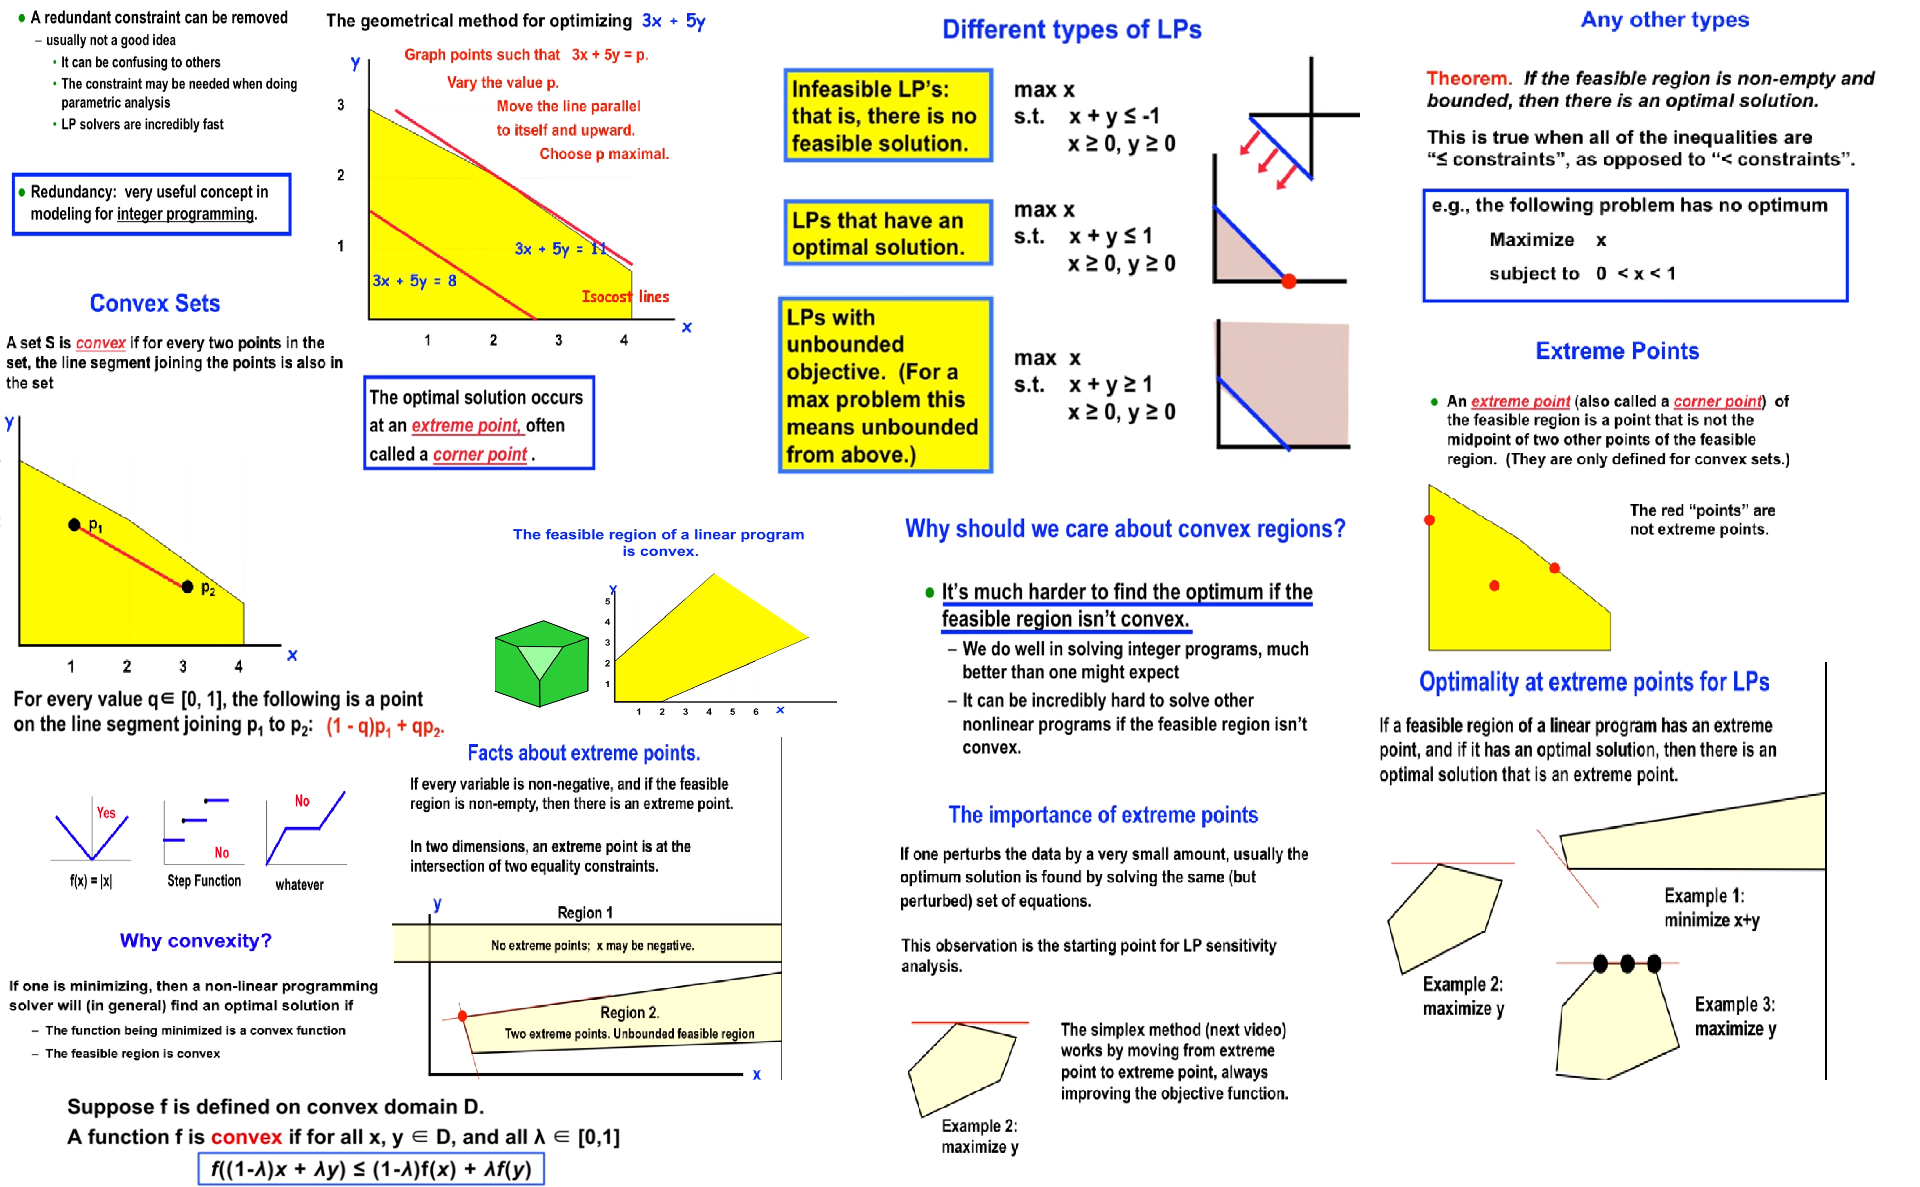 ● A redundant constraint can be removed
– usually not a good idea
• It can be confusing to others
• The constraint may be needed when doing
parametric analysis
• LP solvers are incredibly fast
● Redundancy: very useful concept in
modeling for integer programming.
The geometrical method for optimizing 3x + 5y
Graph points such that 3x + 5y = p.
Vary the value p.
Move the line parallel
to itself and upward.
Choose p maximal.
y
3
2
1
3x + 5y = 11
3x + 5y = 8
Isocost lines
x
1 2 3 4
The optimal solution occurs
at an extreme point, often
called a corner point .
Convex Sets
A set S is convex if for every two points in the
set, the line segment joining the points is also in
the set
y
p1
p2
x
1 2 3 4
For every value q∈ [0, 1], the following is a point
on the line segment joining p1 to p2: (1 - q)p1 + qp2.
Yes
No
No
f(x) = |x|
Step Function
whatever
Why convexity?
If one is minimizing, then a non-linear programming
solver will (in general) find an optimal solution if
– The function being minimized is a convex function
– The feasible region is convex
Suppose f is defined on convex domain D.
A function f is convex if for all x, y ∈ D, and all λ ∈ [0,1]
f((1-λ)x + λy) ≤ (1-λ)f(x) + λf(y)
The feasible region of a linear program
is convex.
y
5
4
3
2
1
1 2 3 4 5 6 x
Facts about extreme points.
If every variable is non-negative, and if the feasible
region is non-empty, then there is an extreme point.
In two dimensions, an extreme point is at the
intersection of two equality constraints.
y
Region 1
No extreme points; x may be negative.
Region 2.
Two extreme points. Unbounded feasible region
x
Different types of LPs
Infeasible LP's:
that is, there is no
feasible solution.
max x
s.t. x + y ≤ -1
x ≥ 0, y ≥ 0
LPs that have an
optimal solution.
max x
s.t. x + y ≤ 1
x ≥ 0, y ≥ 0
LPs with
unbounded
objective. (For a
max problem this
means unbounded
from above.)
max x
s.t. x + y ≥ 1
x ≥ 0, y ≥ 0
Why should we care about convex regions?
● It's much harder to find the optimum if the
feasible region isn't convex.
– We do well in solving integer programs, much
better than one might expect
– It can be incredibly hard to solve other
nonlinear programs if the feasible region isn't
convex.
The importance of extreme points
If one perturbs the data by a very small amount, usually the
optimum solution is found by solving the same (but
perturbed) set of equations.
This observation is the starting point for LP sensitivity
analysis.
The simplex method (next video)
works by moving from extreme
point to extreme point, always
improving the objective function.
Example 2:
maximize y
Any other types
Theorem. If the feasible region is non-empty and
bounded, then there is an optimal solution.
This is true when all of the inequalities are
“≤ constraints”, as opposed to “< constraints”.
e.g., the following problem has no optimum
Maximize x
subject to 0 < x < 1
Extreme Points
● An extreme point (also called a corner point) of
the feasible region is a point that is not the
midpoint of two other points of the feasible
region. (They are only defined for convex sets.)
The red “points” are
not extreme points.
Optimality at extreme points for LPs
If a feasible region of a linear program has an extreme
point, and if it has an optimal solution, then there is an
optimal solution that is an extreme point.
Example 1:
minimize x+y
Example 2:
maximize y
Example 3:
maximize y